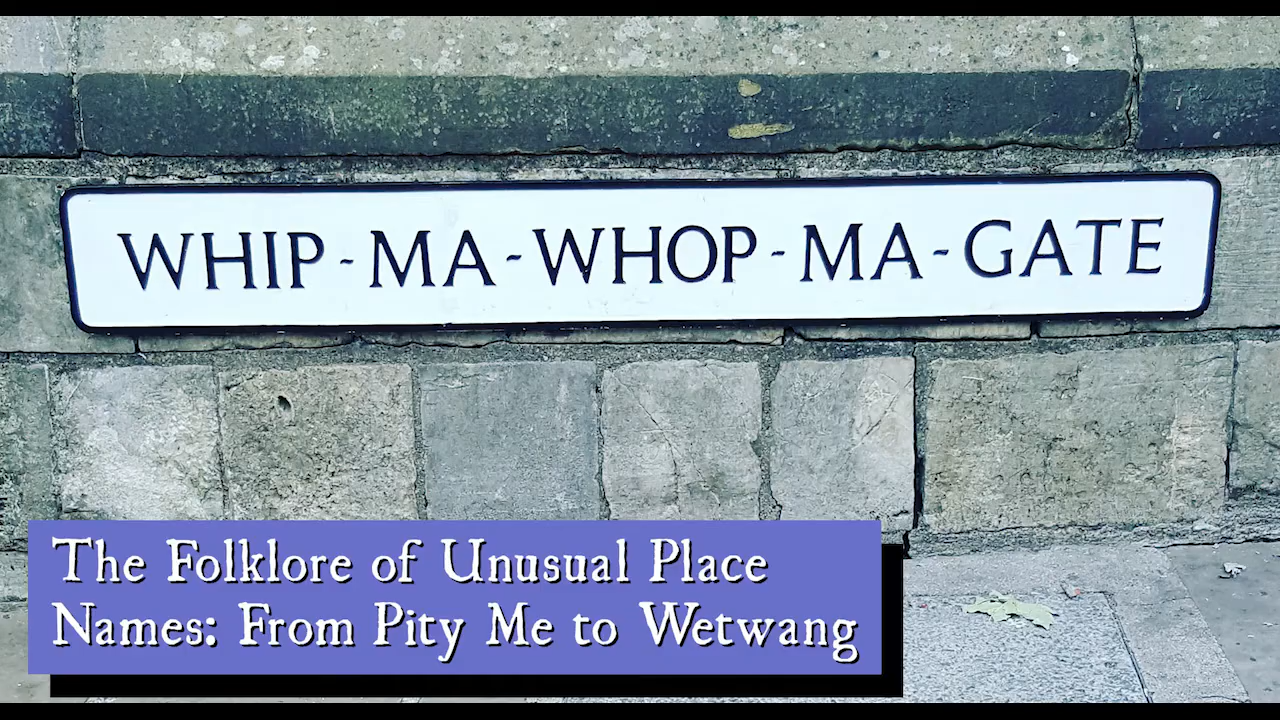 WHIP-MA-WHOP-MA-GATE
The Folklore of Unusual Place
Names: From Pity Me to Wetwang